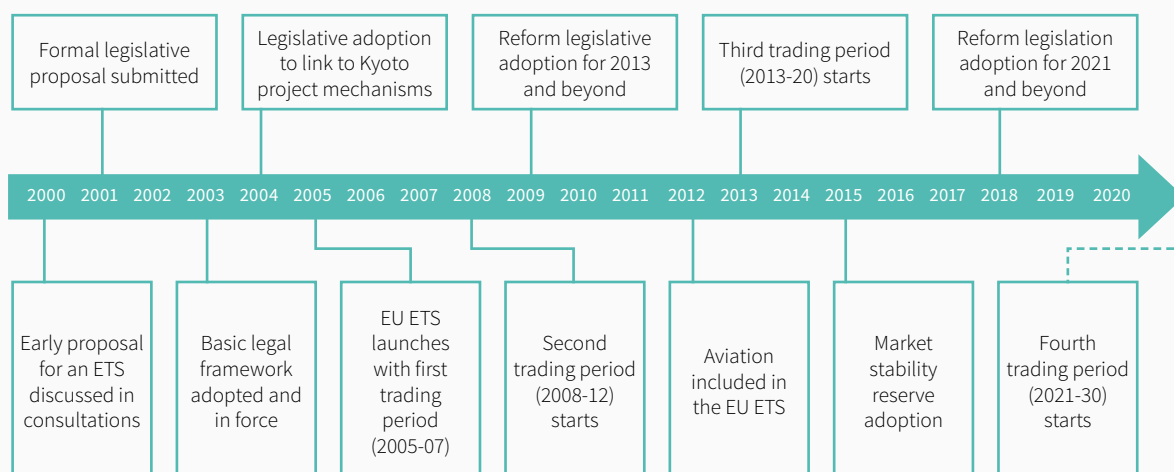 Formal legislative
proposal submitted
Legislative adoption
to link to Kyoto
project mechanisms
Reform legislative
adoption for 2013
and beyond
Third trading period
(2013-20) starts
Reform legislation
adoption for 2021
and beyond
2000 2001 2002 2003 2004 2005 2006 2007 2008 2009 2010 2011 2012 2013 2014 2015 2016 2017 2018 2019 2020
Early proposal
for an ETS
discussed in
consultations
Basic legal
framework
adopted and
in force
EU ETS
launches
with first
trading
period
(2005-07)
Second
trading period
(2008-12)
starts
Aviation
included in
the EU ETS
Market
stability
reserve
adoption
Fourth
trading period
(2021-30)
starts